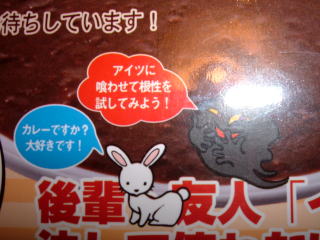 待ちしています!
アイツに
喰わせて根性を
試してみよう!
カレーですか?
大好きです!
後輩 友人「